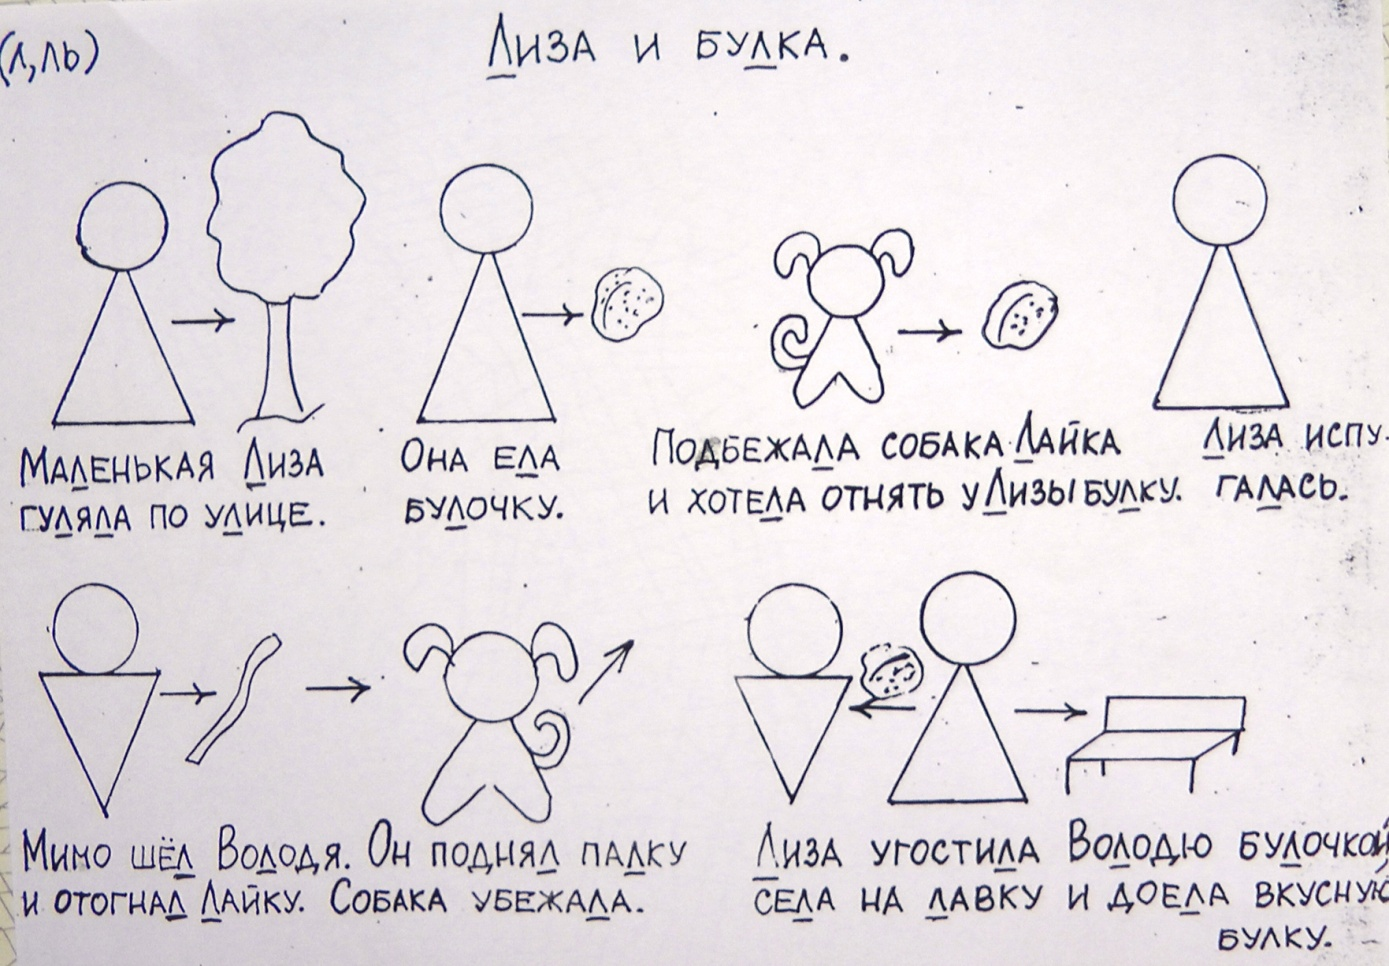 (Л, ЛЬ)
ЛИЗА И БУЛКА.
МАЛЕНЬКАЯ ЛИЗА
ГУЛЯЛА ПО УЛИЦЕ.
ОНА ЕЛА
БУЛОЧКУ.
ПОДБЕЖАЛА СОБАКА ЛАЙКА
И ХОТЕЛА ОТНЯТЬ У ЛИЗЫ БУЛКУ.
ЛИЗА ИСПУ-
ГАЛАСЬ.
МИМО ШЁЛ ВОЛОДЯ. ОН ПОДНЯЛ ПАЛКУ
И ОТОГНАЛ ЛАЙКУ. СОБАКА УБЕЖАЛА.
ЛИЗА УГОСТИЛА ВОЛОДЮ БУЛОЧКОЙ,
СЕЛА НА ЛАВКУ И ДОЕЛА ВКУСНУЮ
БУЛКУ.